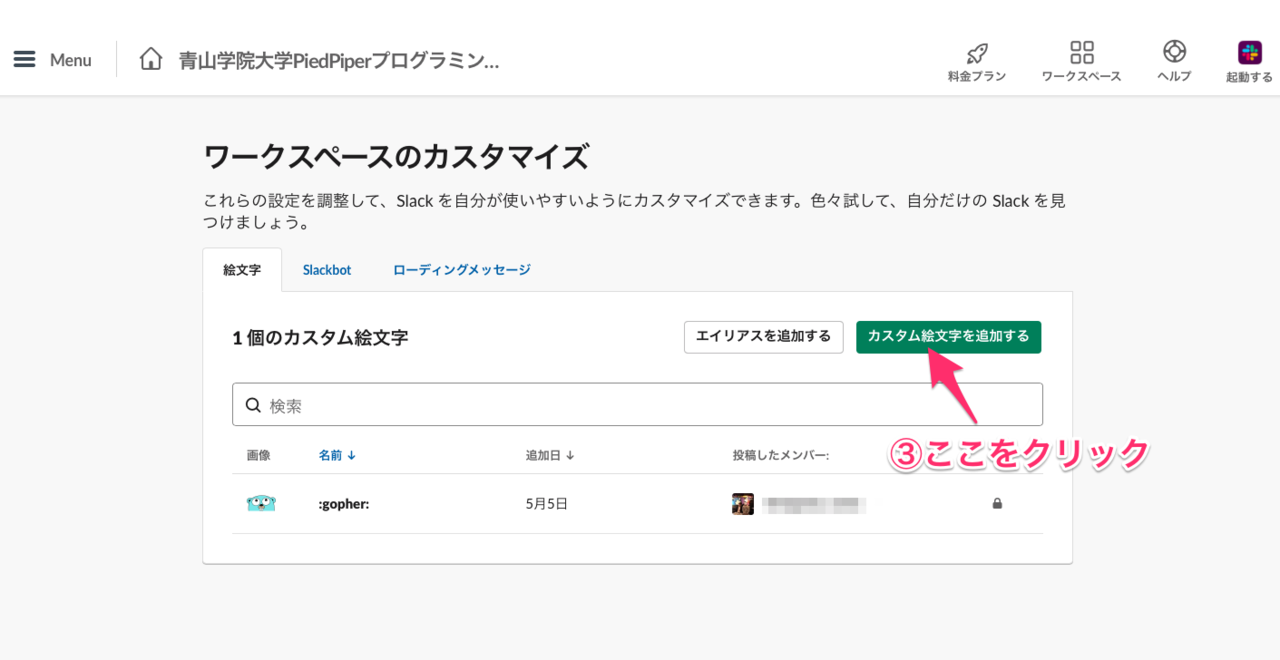 Menu
青山学院大学PiedPiperプログラミン...
料金プラン
ワークスペース
ヘルプ
起動する
ワークスペースのカスタマイズ
これらの設定を調整して、Slack を自分が使いやすいようにカスタマイズできます。色々試して、自分だけの Slack を見
つけましょう。
絵文字
Slackbot
ローディングメッセージ
1 個のカスタム絵文字
エイリアスを追加する
カスタム絵文字を追加する
検索
画像
名前 ↓
追加日 ↓
投稿したメンバー:
③ここをクリック
:gopher:
5月5日